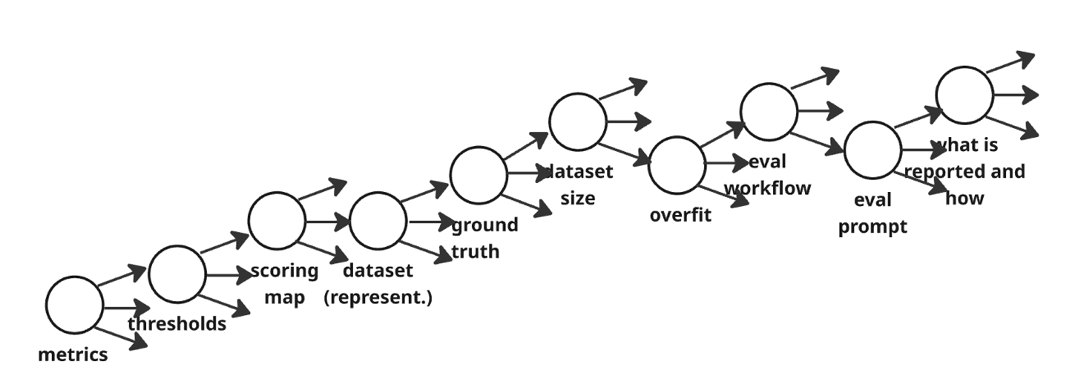 metrics
thresholds
scoring
map
dataset
(represent.)
ground
truth
dataset
size
overfit
eval
workflow
eval
prompt
what is
reported and
how